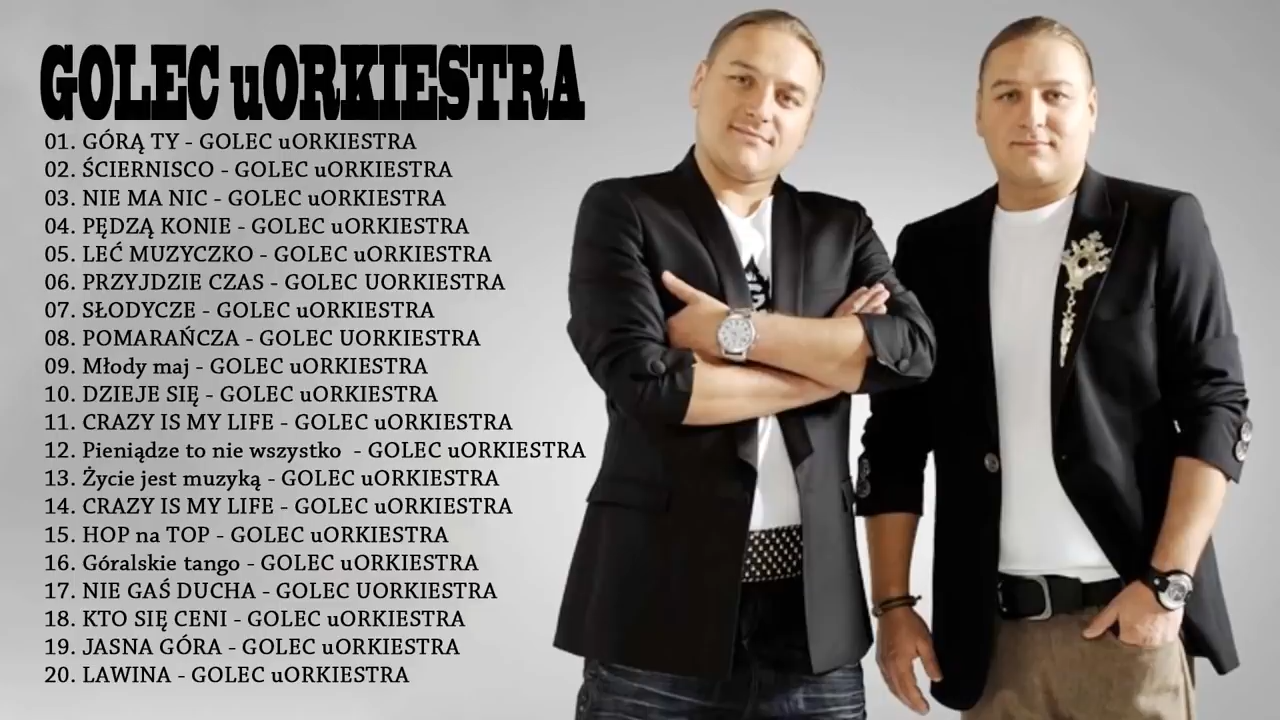 GOLEC uORKIESTRA
01. GÓRĄ TY - GOLEC uORKIESTRA
02. ŚCIERNISCO - GOLEC uORKIESTRA
03. NIE MA NIC - GOLEC uORKIESTRA
04. PĘDZĄ KONIE - GOLEC uORKIESTRA
05. LEĆ MUZYCZKO - GOLEC uORKIESTRA
06. PRZYJDZIE CZAS - GOLEC UORKIESTRA
07. SŁODYCZE - GOLEC uORKIESTRA
08. POMARAŃCZA - GOLEC UORKIESTRA
09. Młody maj - GOLEC uORKIESTRA
10. DZIEJE SIĘ - GOLEC uORKIESTRA
11. CRAZY IS MY LIFE - GOLEC uORKIESTRA
12. Pieniądze to nie wszystko - GOLEC uORKIESTRA
13. Życie jest muzyką - GOLEC uORKIESTRA
14. CRAZY IS MY LIFE - GOLEC uORKIESTRA
15. HOP na TOP - GOLEC uORKIESTRA
16. Góralskie tango - GOLEC uORKIESTRA
17. NIE GAŚ DUCHA - GOLEC UORKIESTRA
18. KTO SIĘ CENI - GOLEC uORKIESTRA
19. JASNA GÓRA - GOLEC uORKIESTRA
20. LAWINA - GOLEC uORKIESTRA